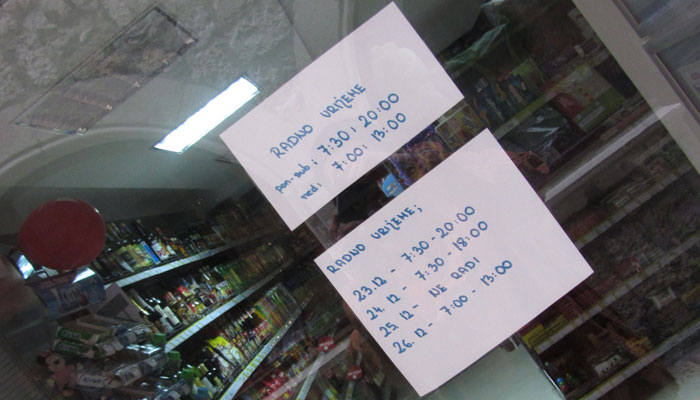 RADNO VRIJEME
pon-sub: 7:30: 20:00
ned: 7:00: 13:00
RADNO VRIJEME;
23.12 - 7:30 - 20:00
24.12 - 7:30 - 18:00
25.12 - NE RADI
26.12 - 7:00 - 13:00